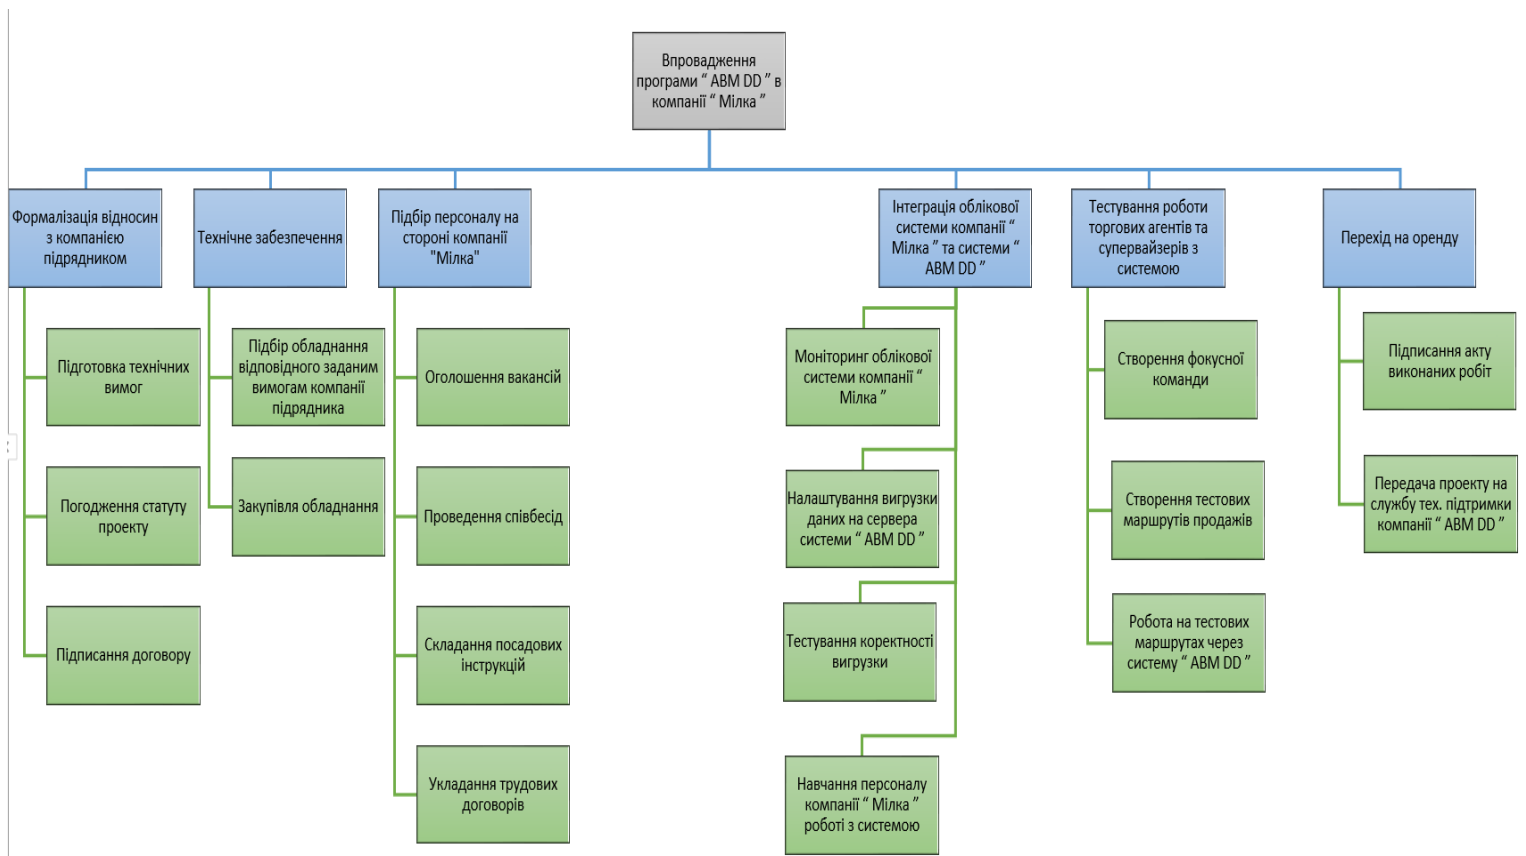 Впровадження
програми “ ABM DD ” в
компанії “ Мілка ”
Формалізація відносин
з компанією
підрядником
Підготовка технічних
вимог
Погодження статуту
проекту
Підписання договору
Технічне забезпечення
Підбір обладнання
відповідного заданим
вимогам компанії
підрядника
Закупівля обладнання
Підбір персоналу на
стороні компанії
"Мілка"
Оголошення вакансій
Проведення співбесід
Складання посадових
інструкцій
Укладання трудових
договорів
Інтеграція облікової
системи компанії “
Мілка ” та системи “
ABM DD ”
Моніторинг облікової
системи компанії “
Мілка ”
Налаштування вигрузки
даних на сервера
системи “ ABM DD ”
Тестування коректності
вигрузки
Навчання персоналу
компанії “ Мілка ”
роботі з системою
Тестування роботи
торгових агентів та
супервайзерів з
системою
Створення фокусної
команди
Створення тестових
маршрутів продажів
Робота на тестових
маршрутах через
систему “ ABM DD ”
Перехід на оренду
Підписання акту
виконаних робіт
Передача проекту на
службу тех. підтримки
компанії “ ABM DD ”